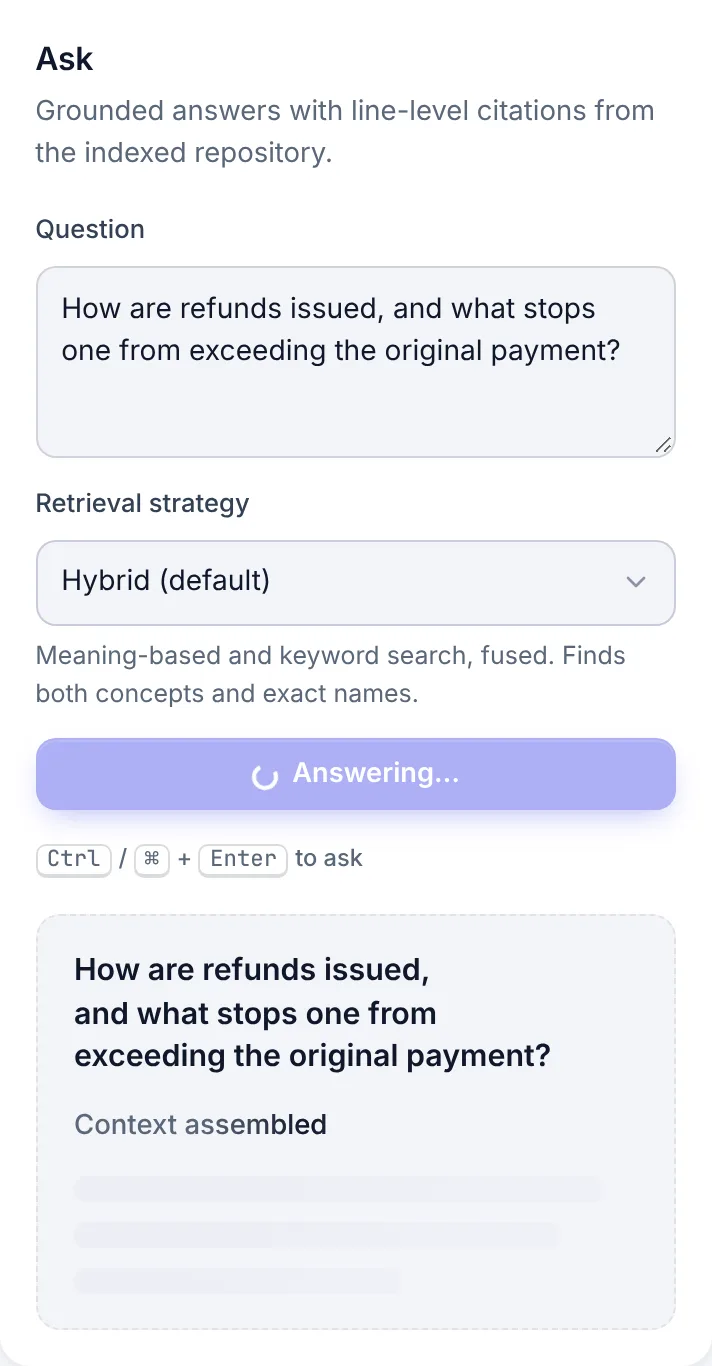 Ask
Grounded answers with line-level citations from
the indexed repository.
Question
How are refunds issued, and what stops
one from exceeding the original payment?
Retrieval strategy
Hybrid (default)
Meaning-based and keyword search, fused. Finds
both concepts and exact names.
Answering...
Ctrl / ⌘ + Enter to ask
How are refunds issued,
and what stops one from
exceeding the original payment?
Context assembled